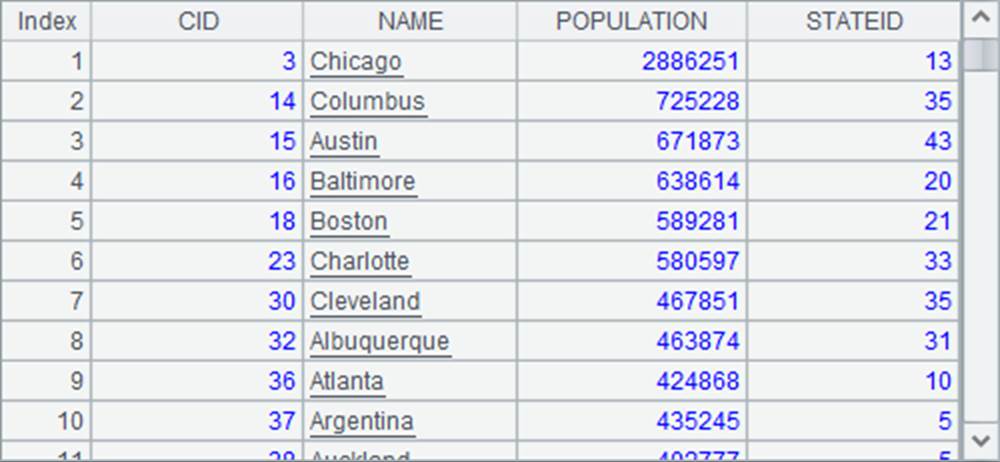 Index CID NAME POPULATION STATEID
1 3 Chicago 2886251 13
2 14 Columbus 725228 35
3 15 Austin 671873 43
4 16 Baltimore 638614 20
5 18 Boston 589281 21
6 23 Charlotte 580597 33
7 30 Cleveland 467851 35
8 32 Albuquerque 463874 31
9 36 Atlanta 424868 10
10 37 Argentina 435245 5
11 Auckland